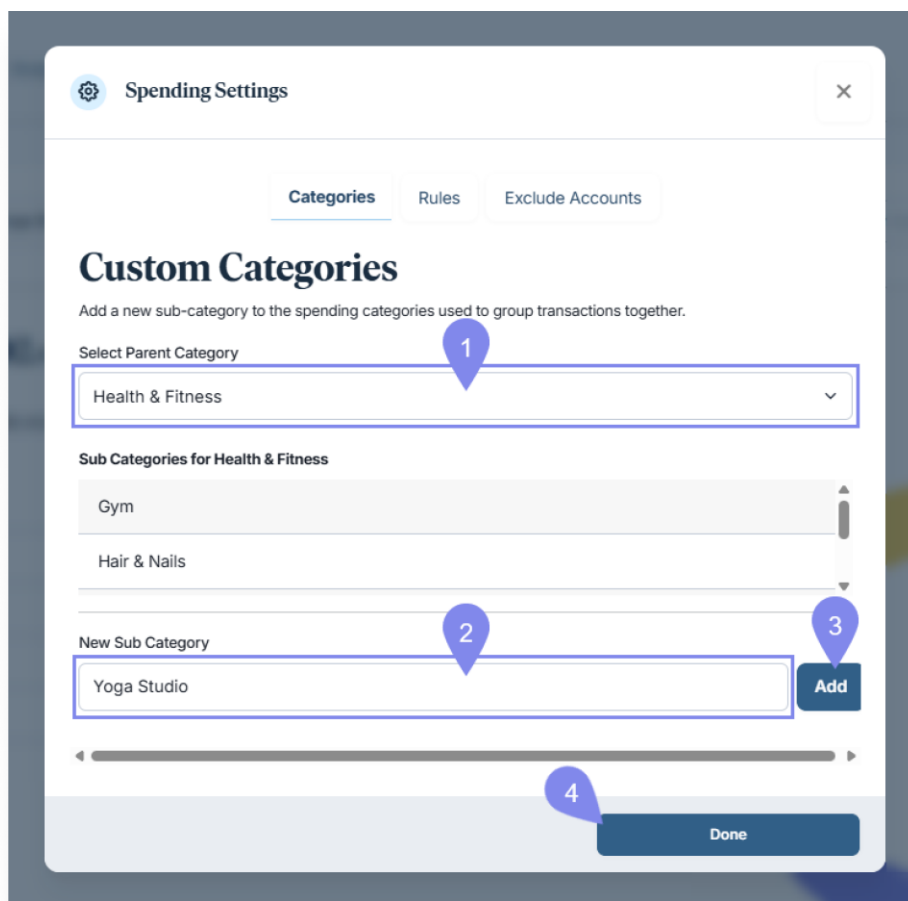 Spending Settings
Categories Rules Exclude Accounts
Custom Categories
Add a new sub-category to the spending categories used to group transactions together.
1
Select Parent Category
Health & Fitness
Sub Categories for Health & Fitness
Gym
Hair & Nails
2
3
New Sub Category
Yoga Studio
Add
4
Done